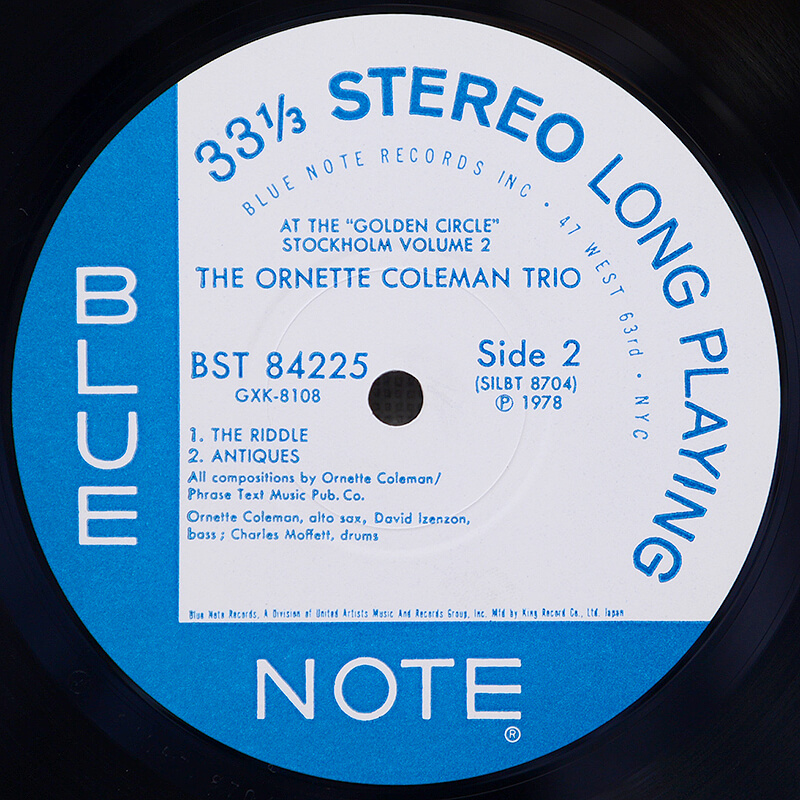 33⅓ STEREO LONG PLAYING
BLUE NOTE RECORDS INC • 47 WEST 63rd • NYC
AT THE "GOLDEN CIRCLE"
STOCKHOLM VOLUME 2
THE ORNETTE COLEMAN TRIO
BST 84225
GXK-8108
Side 2
(SILBT 8704)
Ⓟ 1978
1. THE RIDDLE
2. ANTIQUES
All compositions by Ornette Coleman/
Phrase Text Music Pub. Co.
Ornette Coleman, alto sax, David Izenzon,
bass ; Charles Moffett, drums
Blue Note Records, A Division of United Artists Music And Records Group, Inc. Mfd by King Record Co., Ltd. Japan
BLUE
NOTE
®